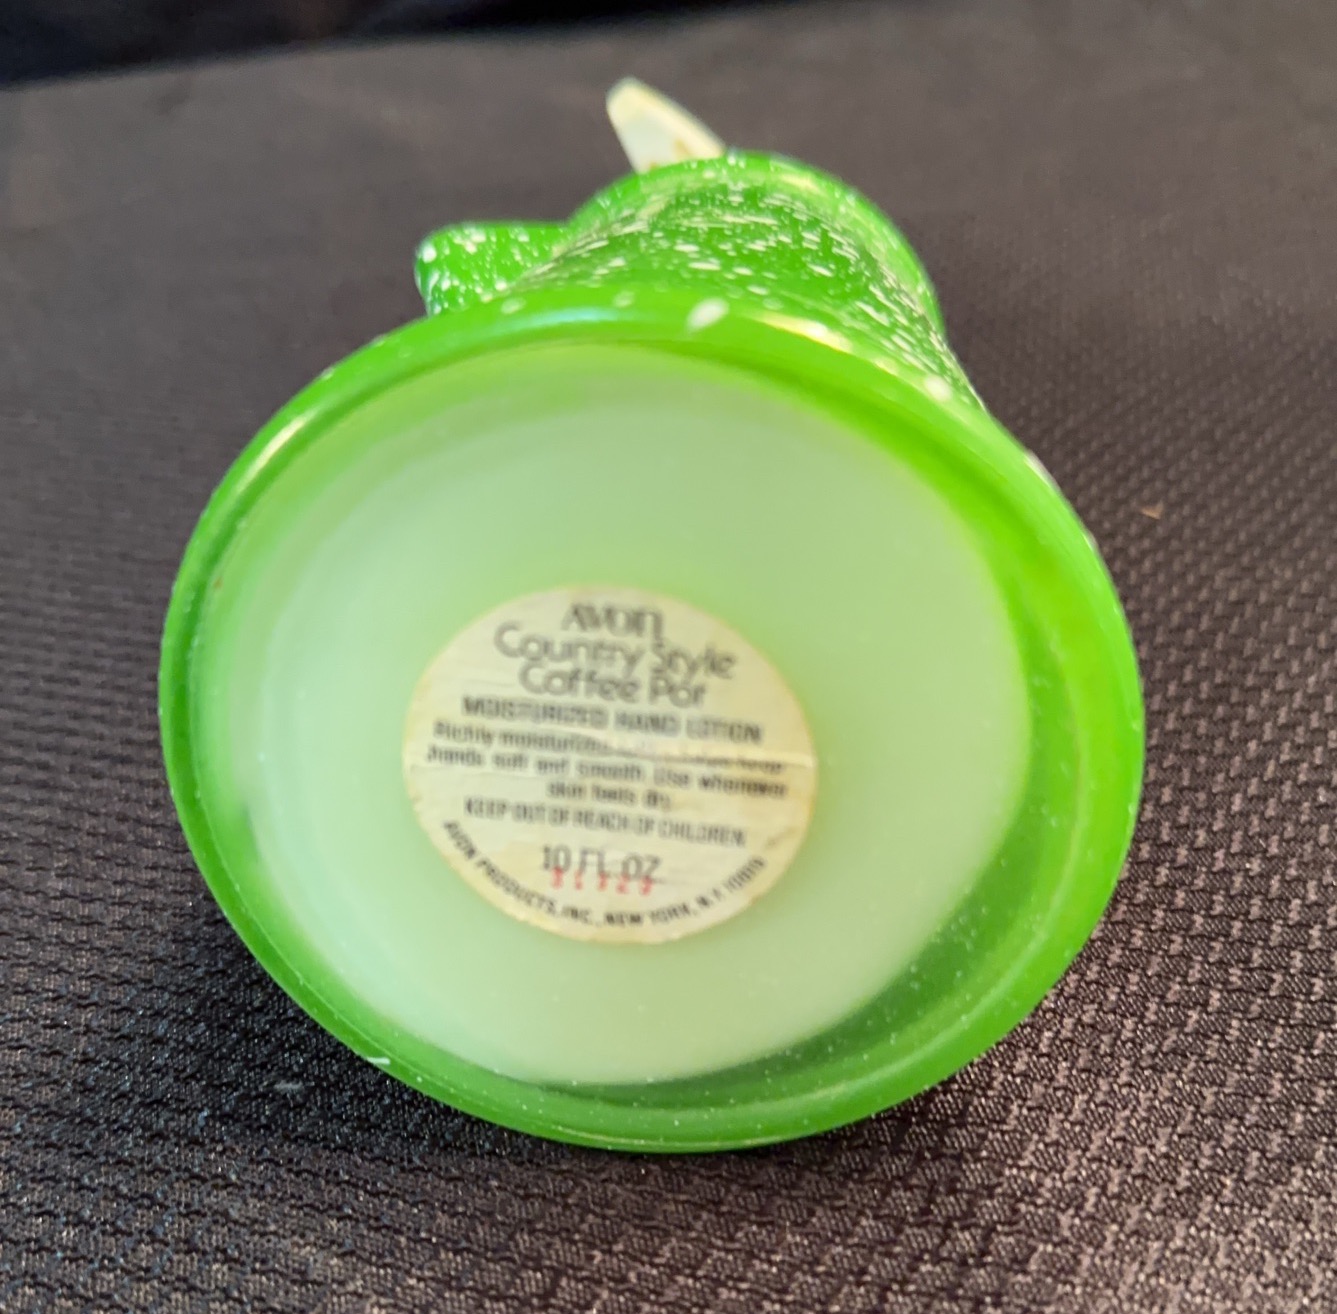 AVON
Country Style
Coffee Pot
MOISTURIZED HAND LOTION
Richly moisturized
hands soft and smooth. Use whenever
skin feels dry.
KEEP OUT OF REACH OF CHILDREN.
10 FL OZ
AVON PRODUCTS, INC., NEW YORK, N.Y. 10019